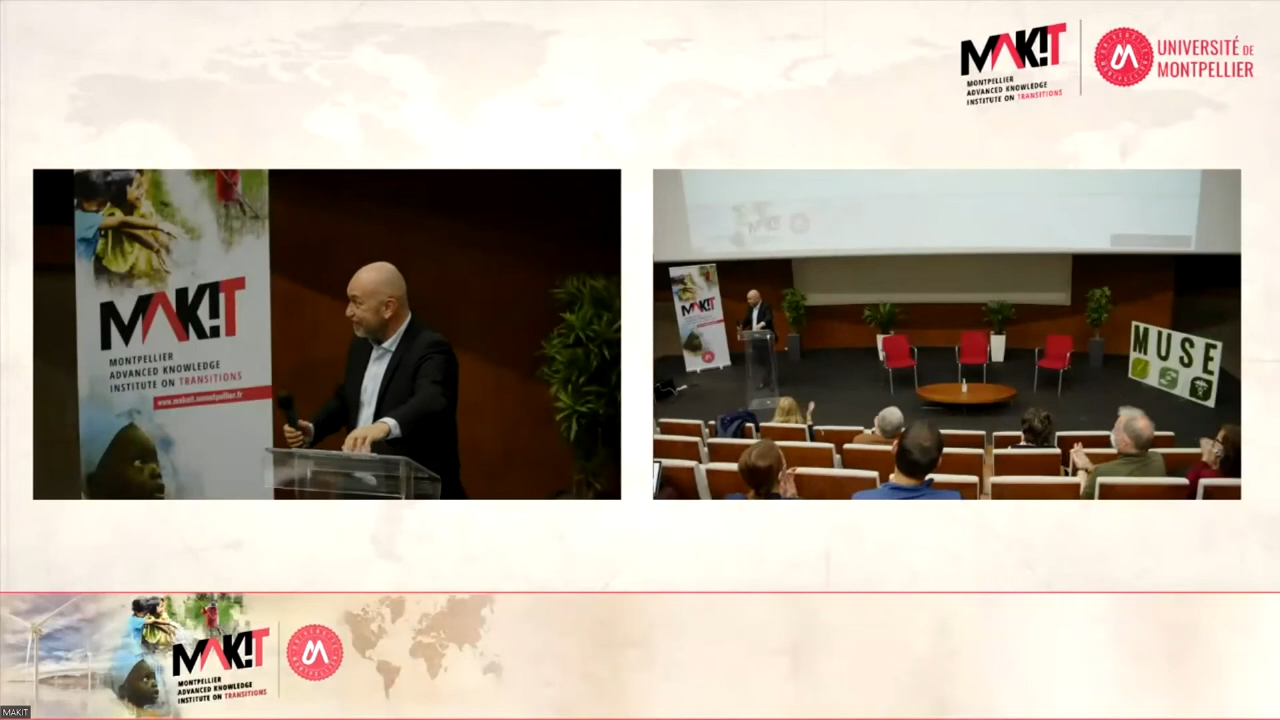 MAK!T
MONTPELLIER
ADVANCED KNOWLEDGE
INSTITUTE ON TRANSITIONS
UNIVERSITÉ DE
MONTPELLIER
MAK!T
MONTPELLIER
ADVANCED KNOWLEDGE
INSTITUTE ON TRANSITIONS
www.makit.umontpellier.fr
MAK!T
MUSE
MAK!T
MONTPELLIER
ADVANCED KNOWLEDGE
INSTITUTE ON TRANSITIONS
MAKIT